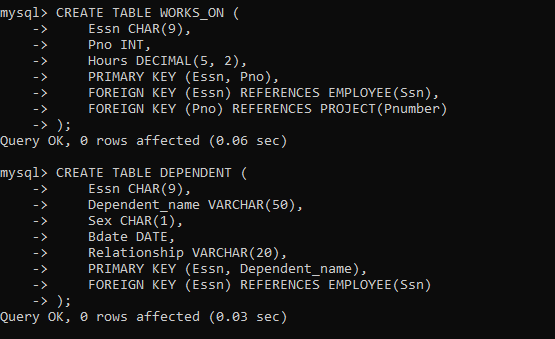 mysql> CREATE TABLE WORKS_ON (
    ->     Essn CHAR(9),
    ->     Pno INT,
    ->     Hours DECIMAL(5, 2),
    ->     PRIMARY KEY (Essn, Pno),
    ->     FOREIGN KEY (Essn) REFERENCES EMPLOYEE(Ssn),
    ->     FOREIGN KEY (Pno) REFERENCES PROJECT(Pnumber)
    -> );
Query OK, 0 rows affected (0.06 sec)

mysql> CREATE TABLE DEPENDENT (
    ->     Essn CHAR(9),
    ->     Dependent_name VARCHAR(50),
    ->     Sex CHAR(1),
    ->     Bdate DATE,
    ->     Relationship VARCHAR(20),
    ->     PRIMARY KEY (Essn, Dependent_name),
    ->     FOREIGN KEY (Essn) REFERENCES EMPLOYEE(Ssn)
    -> );
Query OK, 0 rows affected (0.03 sec)